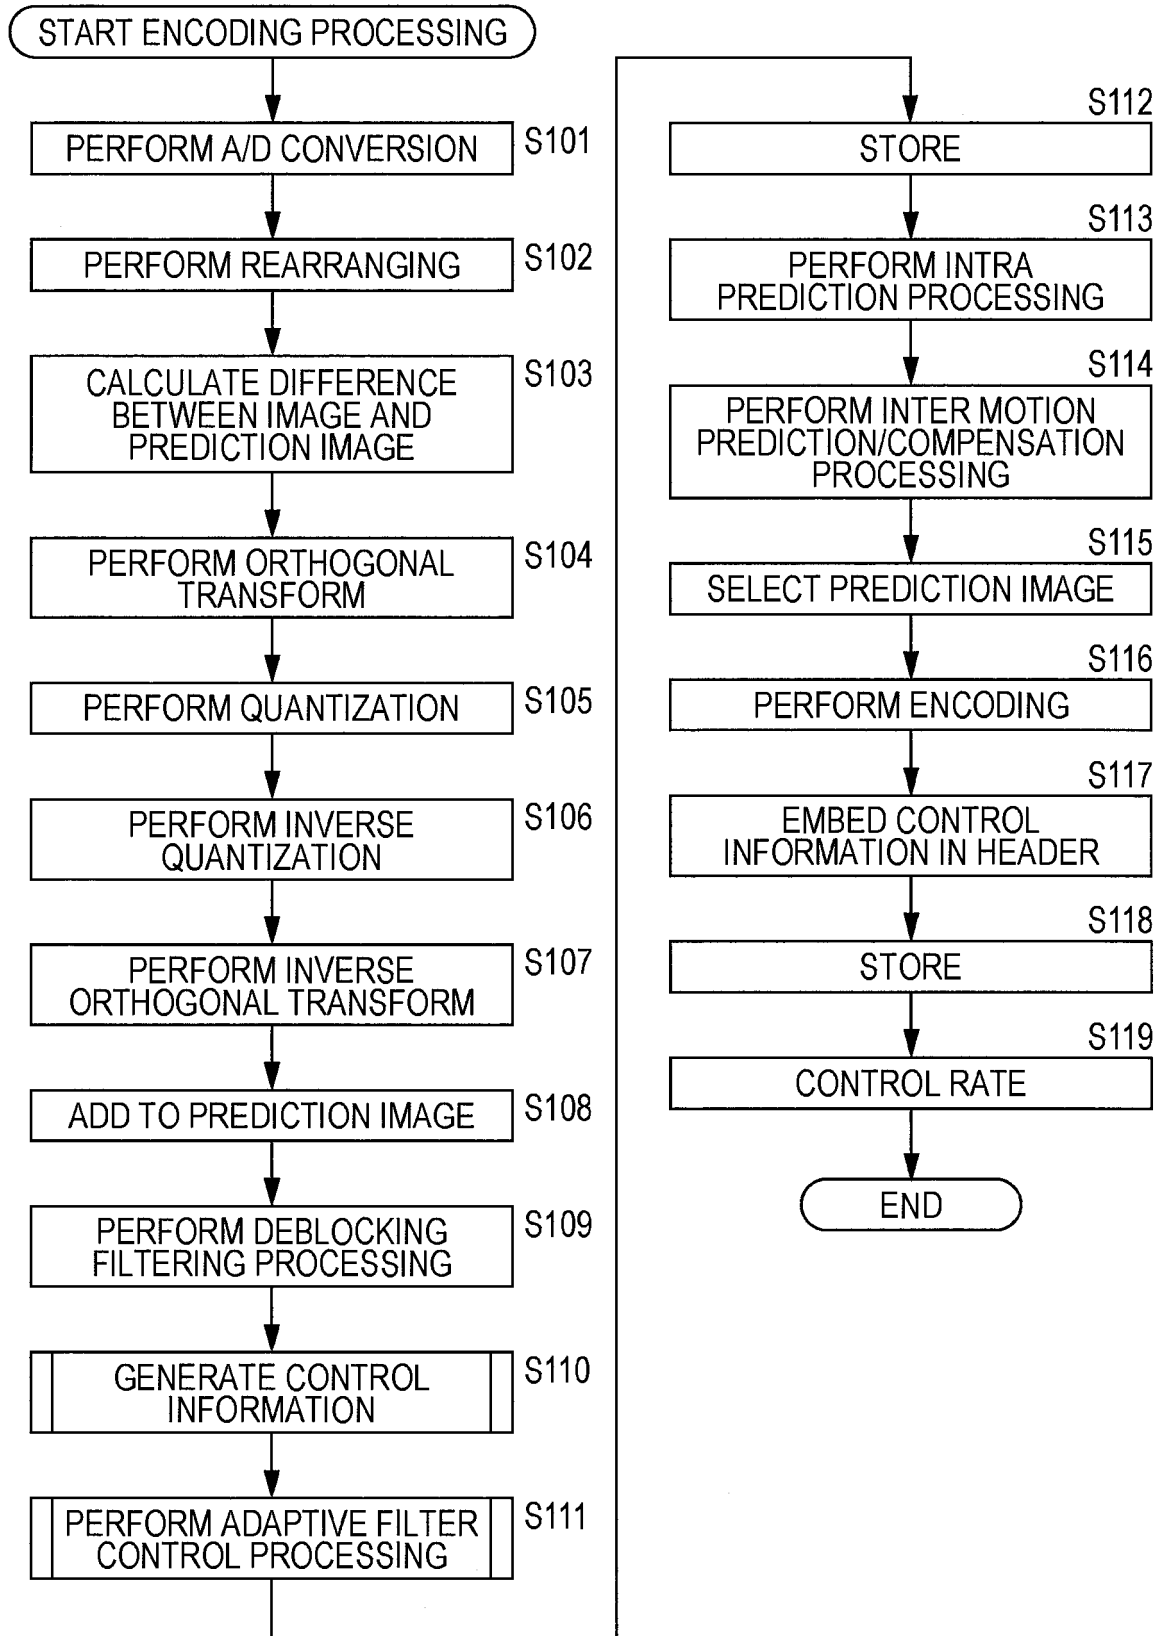 START ENCODING PROCESSING
PERFORM A/D CONVERSION
S101
PERFORM REARRANGING
S102
CALCULATE DIFFERENCE
BETWEEN IMAGE AND
PREDICTION IMAGE
S103
PERFORM ORTHOGONAL
TRANSFORM
S104
PERFORM QUANTIZATION
S105
PERFORM INVERSE
QUANTIZATION
S106
PERFORM INVERSE
ORTHOGONAL TRANSFORM
S107
ADD TO PREDICTION IMAGE
S108
PERFORM DEBLOCKING
FILTERING PROCESSING
S109
GENERATE CONTROL
INFORMATION
S110
PERFORM ADAPTIVE FILTER
CONTROL PROCESSING
S111
S112
STORE
S113
PERFORM INTRA
PREDICTION PROCESSING
S114
PERFORM INTER MOTION
PREDICTION/COMPENSATION
PROCESSING
S115
SELECT PREDICTION IMAGE
S116
PERFORM ENCODING
S117
EMBED CONTROL
INFORMATION IN HEADER
S118
STORE
S119
CONTROL RATE
END